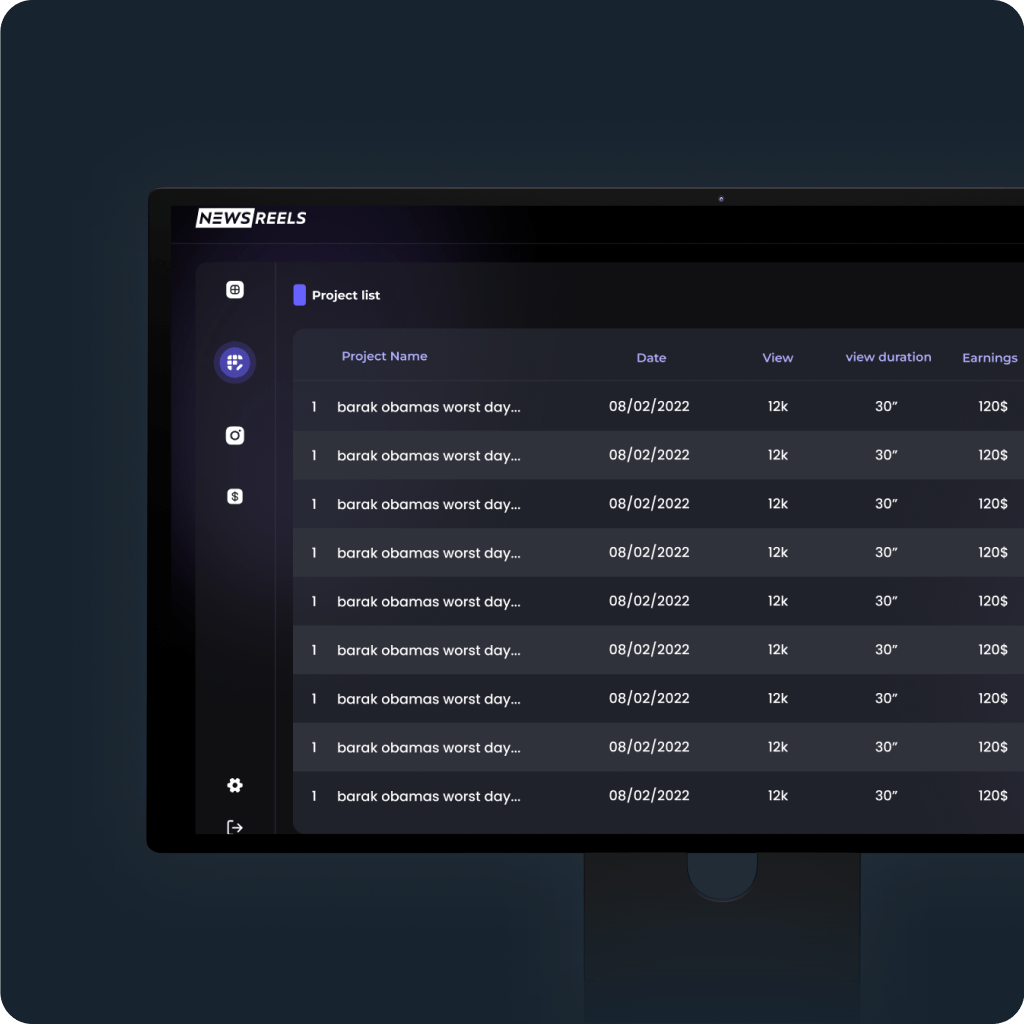 NEWSREELS
Project list
Project Name Date View view duration Earnings
1 barak obamas worst day... 08/02/2022 12k 30” 120$
1 barak obamas worst day... 08/02/2022 12k 30” 120$
1 barak obamas worst day... 08/02/2022 12k 30” 120$
1 barak obamas worst day... 08/02/2022 12k 30” 120$
1 barak obamas worst day... 08/02/2022 12k 30” 120$
1 barak obamas worst day... 08/02/2022 12k 30” 120$
1 barak obamas worst day... 08/02/2022 12k 30” 120$
1 barak obamas worst day... 08/02/2022 12k 30” 120$
1 barak obamas worst day... 08/02/2022 12k 30” 120$